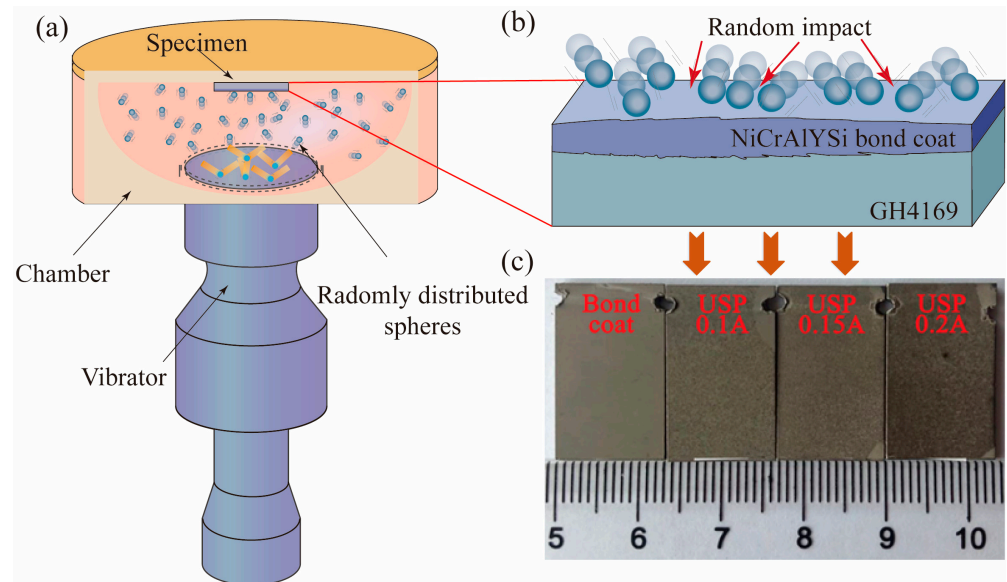 (a)
Specimen
Chamber
Radomly distributed
spheres
Vibrator
(b)
Random impact
NiCrAlYSi bond coat
GH4169
(c)
Bond
coat
USP
0.1A
USP
0.15A
USP
0.2A
5 6 7 8 9 10